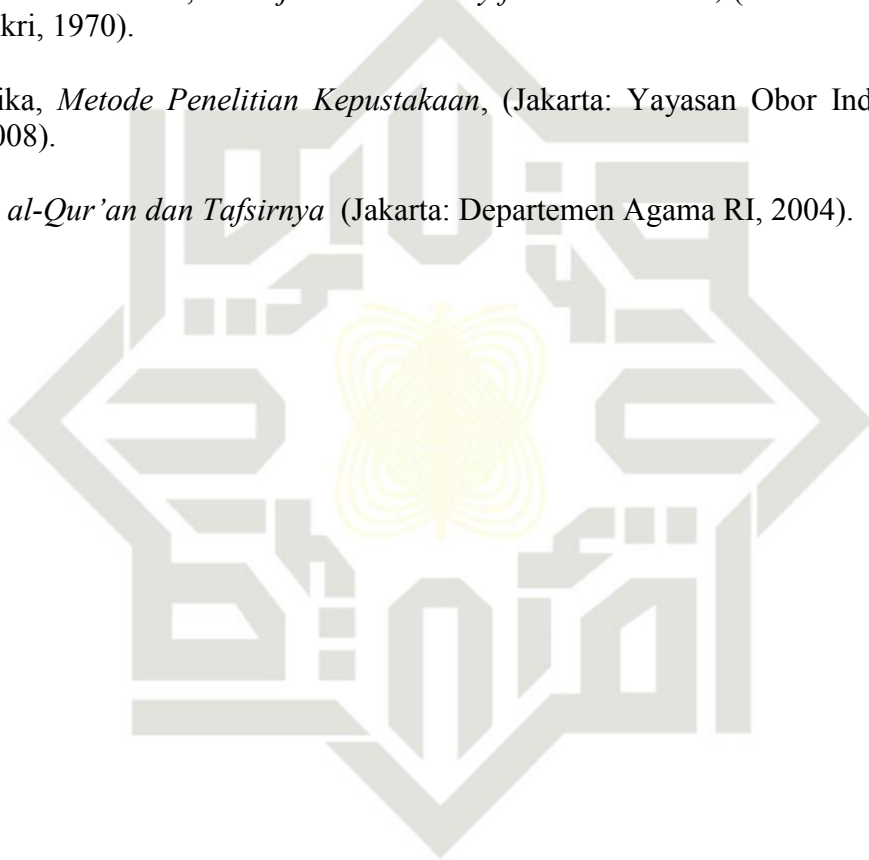 kri, 1970).
ika, Metode Penelitian Kepustakaan, (Jakarta: Yayasan Obor Ind
008).
al-Qur’an dan Tafsirnya (Jakarta: Departemen Agama RI, 2004).